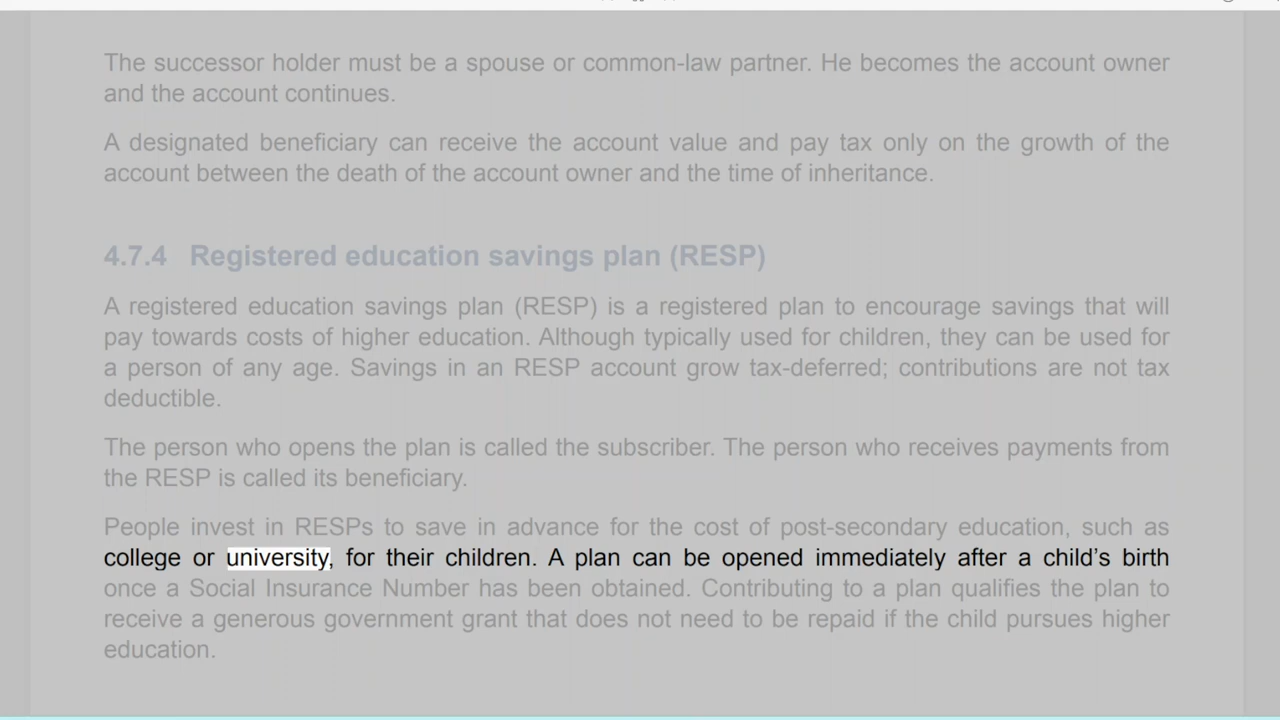 The successor holder must be a spouse or common-law partner. He becomes the account owner
and the account continues.
A designated beneficiary can receive the account value and pay tax only on the growth of the
account between the death of the account owner and the time of inheritance.
4.7.4 Registered education savings plan (RESP)
A registered education savings plan (RESP) is a registered plan to encourage savings that will
pay towards costs of higher education. Although typically used for children, they can be used for
a person of any age. Savings in an RESP account grow tax-deferred; contributions are not tax
deductible.
The person who opens the plan is called the subscriber. The person who receives payments from
the RESP is called its beneficiary.
People invest in RESPs to save in advance for the cost of post-secondary education, such as
college or university, for their children. A plan can be opened immediately after a child’s birth
once a Social Insurance Number has been obtained. Contributing to a plan qualifies the plan to
receive a generous government grant that does not need to be repaid if the child pursues higher
education.